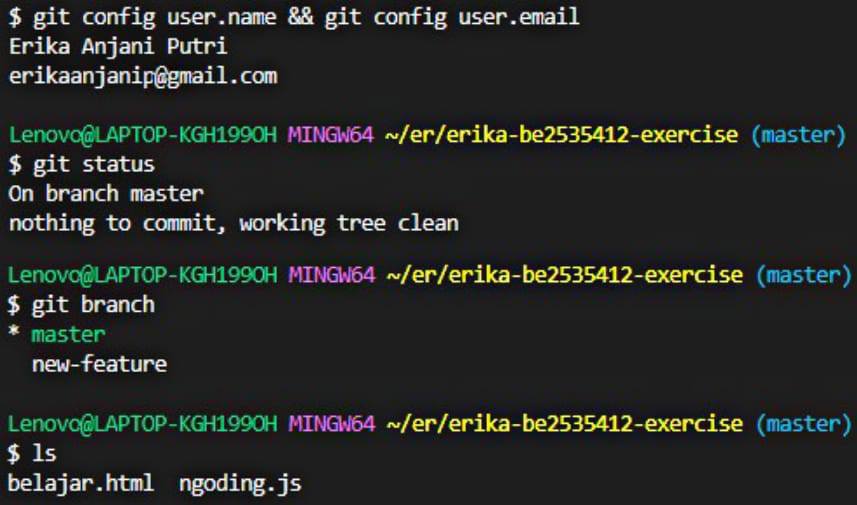 $ git config user.name && git config user.email
Erika Anjani Putri
erikaanjanip@gmail.com
Lenovo@LAPTOP-KGH199OH MINGW64 ~/er/erika-be2535412-exercise (master)
$ git status
On branch master
nothing to commit, working tree clean
Lenovo@LAPTOP-KGH199OH MINGW64 ~/er/erika-be2535412-exercise (master)
$ git branch
* master
  new-feature
Lenovo@LAPTOP-KGH199OH MINGW64 ~/er/erika-be2535412-exercise (master)
$ ls
belajar.html  ngoding.js